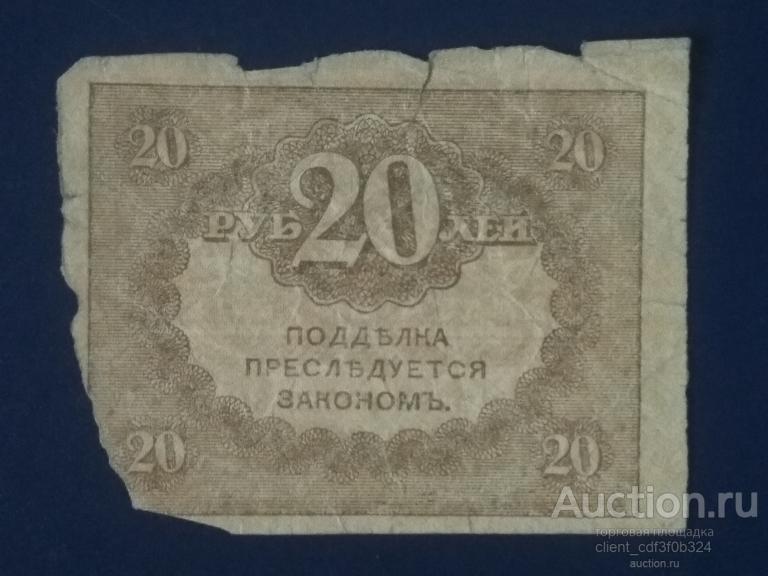 20 20
РУБ 20 ЛЕЙ
ПОДДѢЛКА
ПРЕСЛѢДУЕТСЯ
ЗАКОНОМЪ.
20 20
Auction.ru
торговая площадка
client_cdf3f0b324
auction.ru